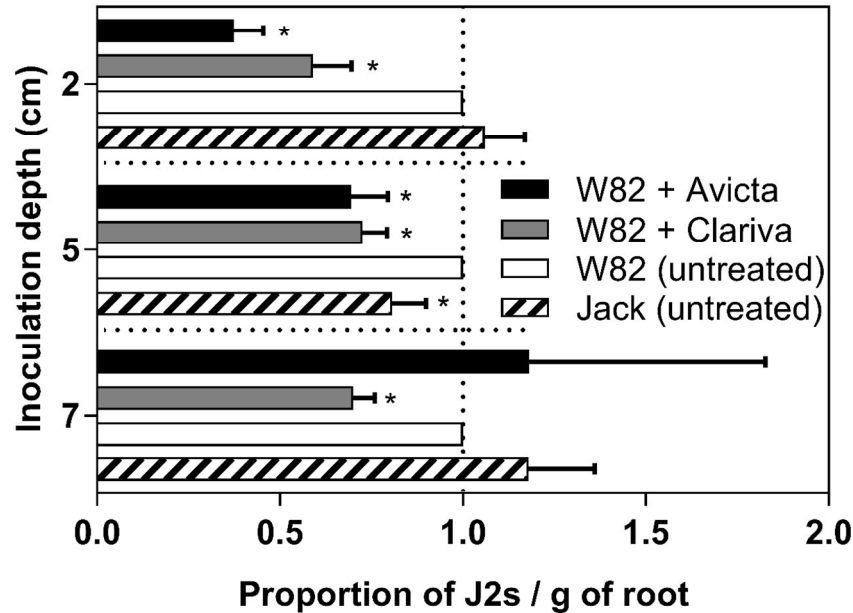 Inoculation depth (cm)
2
5
7
*
*
*
*
*
*
W82 + Avicta
W82 + Clariva
W82 (untreated)
Jack (untreated)
0.0 0.5 1.0 1.5 2.0
Proportion of J2s / g of root